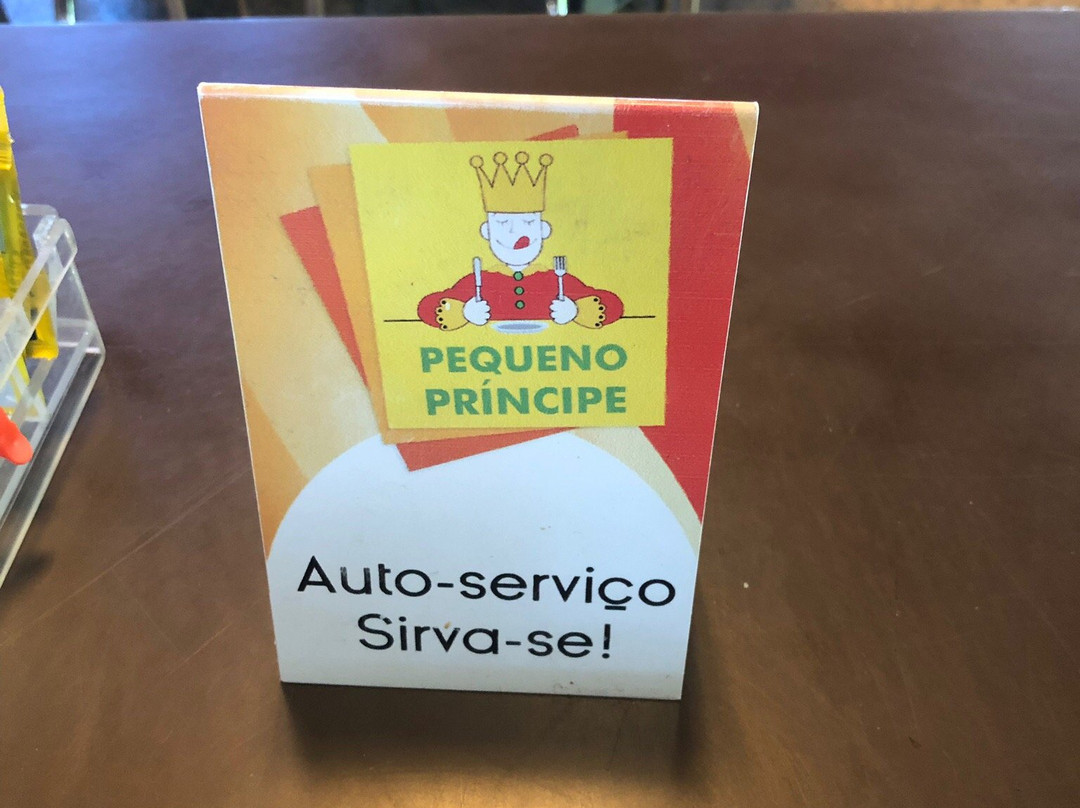 PEQUENO
PRÍNCIPE
Auto-serviço
Sirva-se!